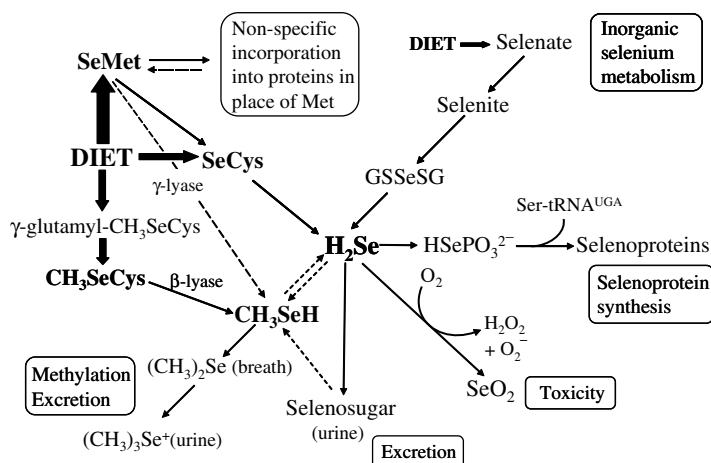 Non-specific
incorporation
into proteins in
place of Met
SeMet
DIET
Selenate
Inorganic
selenium
metabolism
Selenite
DIET
SeCys
γ-lyase
GSSeSG
γ-glutamyl-CH₃SeCys
Ser-tRNAᵁᴳᴬ
H₂Se
HSePO₃²⁻
Selenoproteins
CH₃SeCys
β-lyase
O₂
Selenoprotein
synthesis
CH₃SeH
H₂O₂
+ O₂⁻
Methylation
Excretion
(CH₃)₂Se (breath)
SeO₂
Toxicity
Selenosugar
(urine)
(CH₃)₃Se⁺(urine)
Excretion